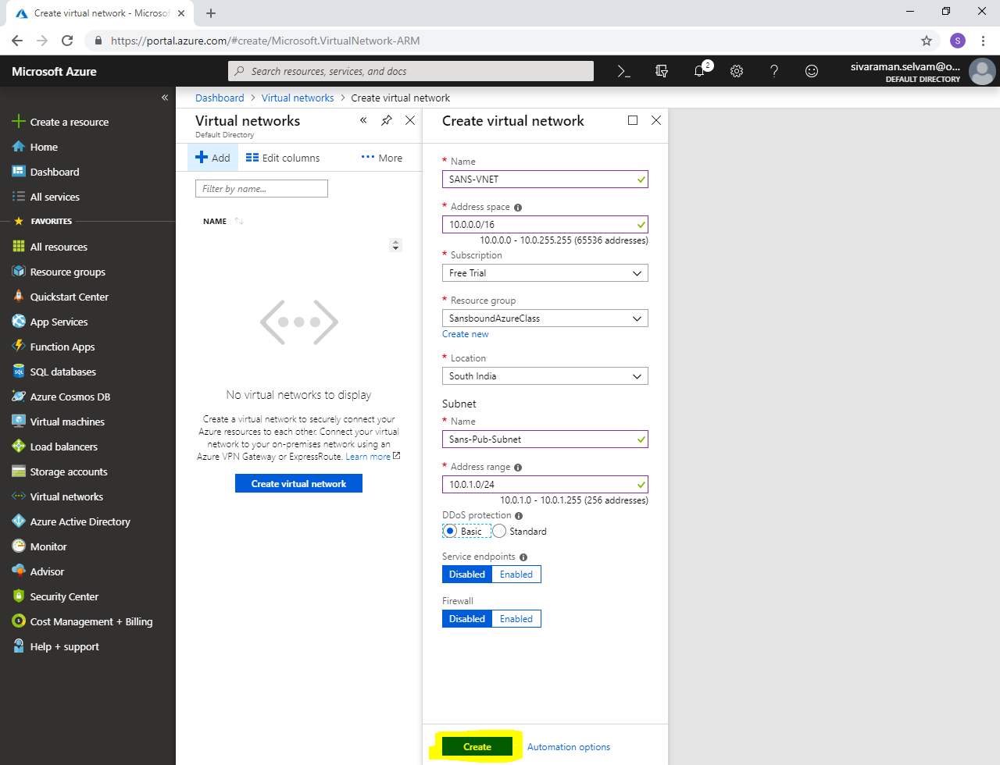 Create virtual network - Microsof
https://portal.azure.com/#create/Microsoft.VirtualNetwork-ARM
S
Microsoft Azure
Search resources, services, and docs
2
sivaraman.selvam@o...
DEFAULT DIRECTORY
Create a resource
Home
Dashboard
All services
FAVORITES
All resources
Resource groups
Quickstart Center
App Services
Function Apps
SQL databases
Azure Cosmos DB
Virtual machines
Load balancers
Storage accounts
Virtual networks
Azure Active Directory
Monitor
Advisor
Security Center
Cost Management + Billing
Help + support
Dashboard > Virtual networks > Create virtual network
Virtual networks
Default Directory
Add
Edit columns
More
Filter by name...
NAME
No virtual networks to display
Create a virtual network to securely connect your
Azure resources to each other. Connect your virtual
network to your on-premises network using an
Azure VPN Gateway or ExpressRoute. Learn more
Create virtual network
Create virtual network
* Name
SANS-VNET
* Address space
10.0.0.0/16
10.0.0.0 - 10.0.255.255 (65536 addresses)
* Subscription
Free Trial
* Resource group
SansboundAzureClass
Create new
* Location
South India
Subnet
* Name
Sans-Pub-Subnet
* Address range
10.0.1.0/24
10.0.1.0 - 10.0.1.255 (256 addresses)
DDoS protection
Basic Standard
Service endpoints
Disabled Enabled
Firewall
Disabled Enabled
Create
Automation options